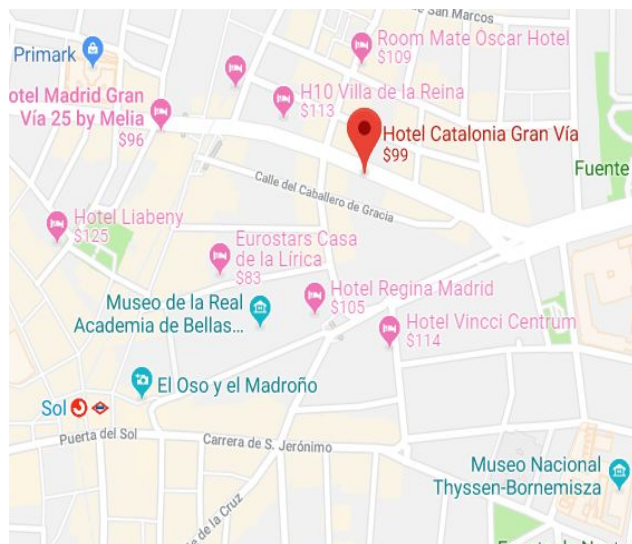 SAN MARCOS
Primark
Room Mate Oscar Hotel
$109
otel Madrid Gran
Vía 25 by Melia
$96
H10 Villa de la Reina
$113
Hotel Catalonia Gran Vía
$99
Fuente
Calle del Caballero de Gracia
Hotel Liabeny
$125
Eurostars Casa
de la Lírica
$83
Museo de la Real
Academia de Bellas...
Hotel Regina Madrid
$105
Hotel Vincci Centrum
$114
El Oso y el Madroño
Sol
Puerta del Sol
Carrera de S. Jerónimo
Museo Nacional
Thyssen-Bornemisza
de la Cruz